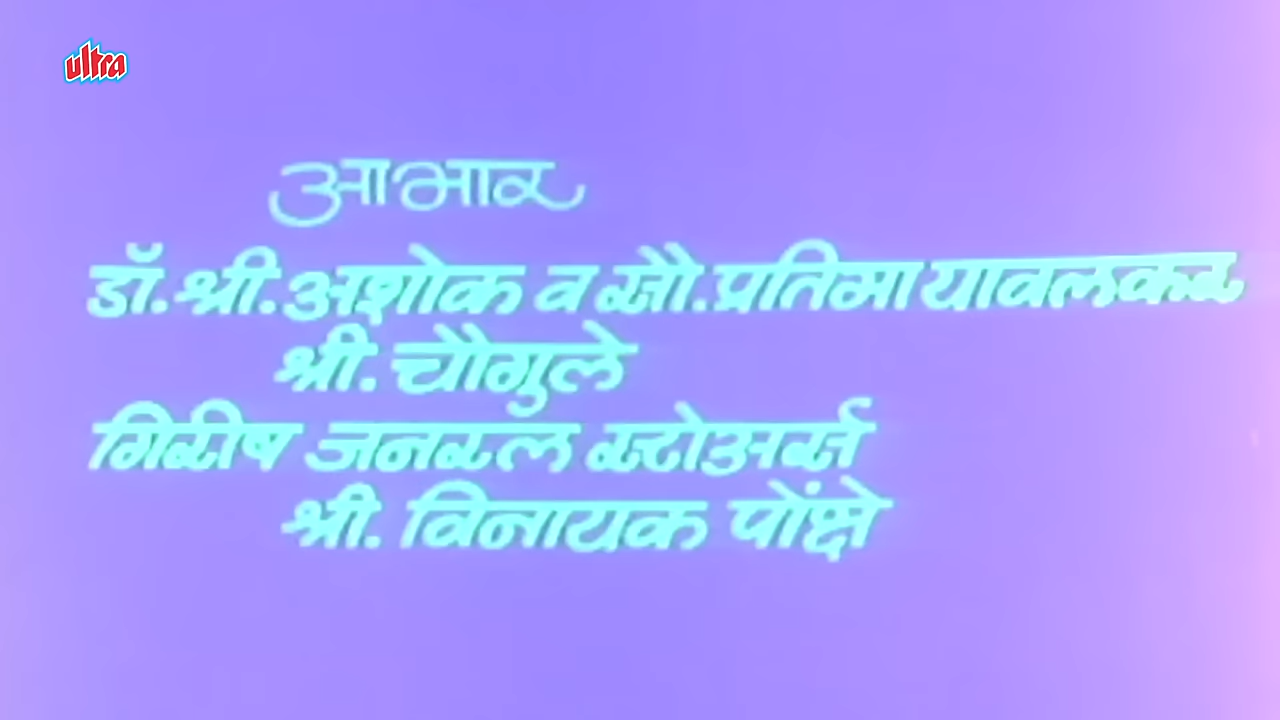 ultra
आभार
डॉ.श्री.अशोक व सौ.प्रतिमा यावलकर
श्री.चौगुले
गिरीष जनरल स्टोअर्स
श्री. विनायक पोंक्षे